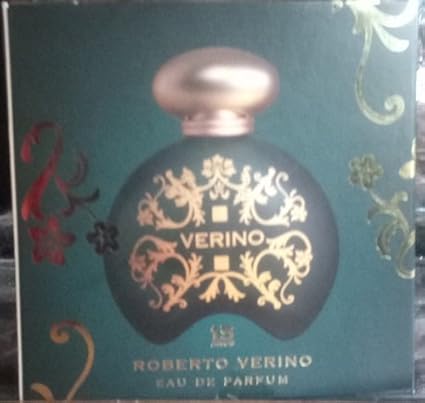 VERINO
ROBERTO VERINO
EAU DE PARFUM